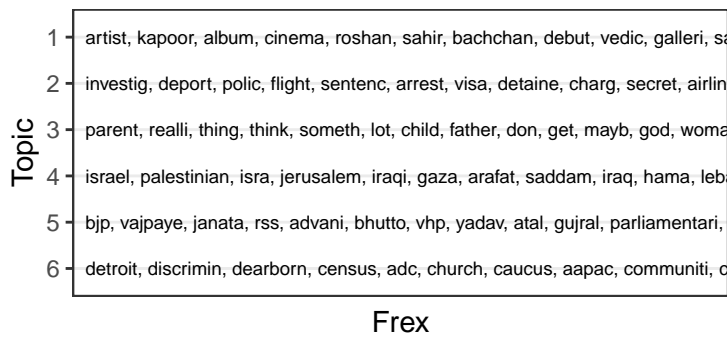 1 artist, kapoor, album, cinema, roshan, sahir, bachchan, debut, vedic, galleri,
2 investig, deport, polic, flight, sentenc, arrest, visa, detaine, charg, secret, airlin
3 parent, realli, thing, think, someth, lot, child, father, don, get, mayb, god, woma
4 israel, palestinian, isra, jerusalem, iraqi, gaza, arafat, saddam, iraq, hama, leb
5 bjp, vajpaye, janata, rss, advani, bhutto, vhp, yadav, atal, gujral, parliamentari,
6 detroit, discrimin, dearborn, census, adc, church, caucus, aapac, communiti,
Topic
Frex